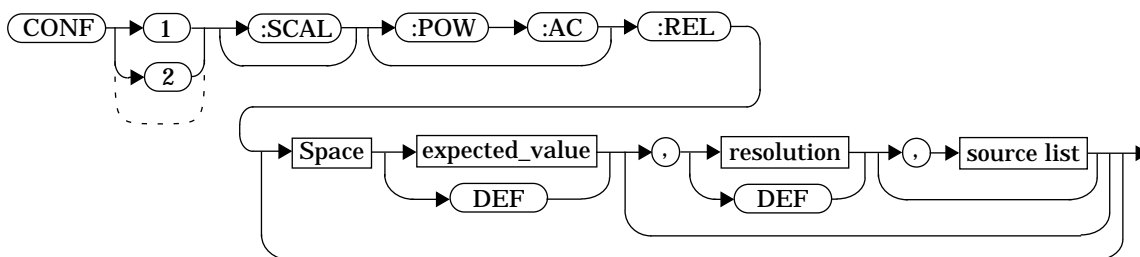 CONF 1 :SCAL :POW :AC :REL
2
Space expected_value , resolution , source list
DEF DEF